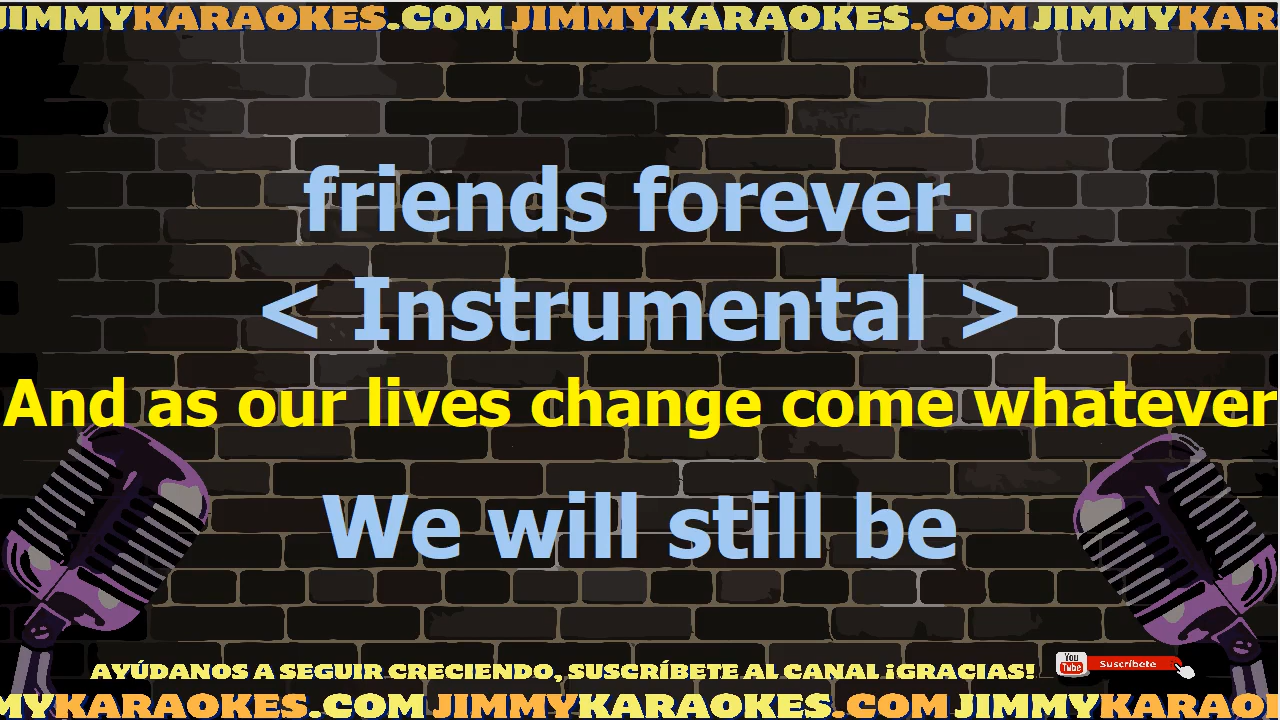 JIMMYKARAOKES.COM JIMMYKARAOKES.COM JIMMYKAR
friends forever.
< Instrumental >
And as our lives change come whatever
We will still be
AYÚDANOS A SEGUIR CRECIENDO, SUSCRÍBETE AL CANAL ¡GRACIAS!
You Tube Suscríbete
MYKARAOKES.COM JIMMYKARAOKES.COM JIMMYKARAO